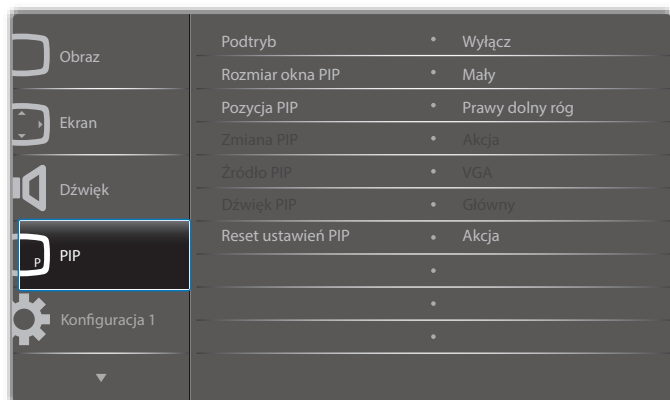 Obraz
Ekran
Dźwięk
P
PIP
Konfiguracja 1
Podtryb • Wyłącz
Rozmiar okna PIP • Mały
Pozycja PIP • Prawy dolny róg
Zmiana PIP • Akcja
Źródło PIP • VGA
Dźwięk PIP • Główny
Reset ustawień PIP • Akcja